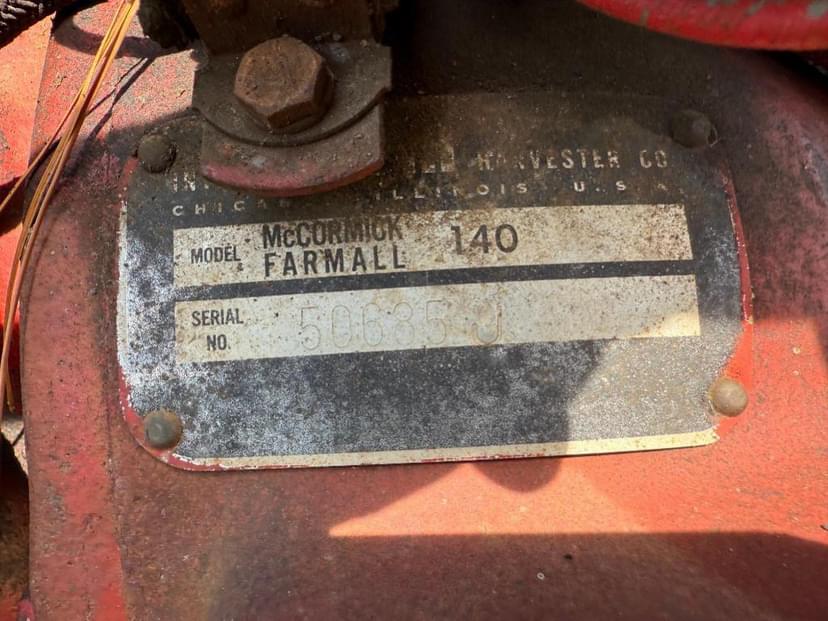 HARVESTER CO
ILLINOIS U.S.A
MODEL McCORMICK FARMALL 140
SERIAL NO. 50685 J